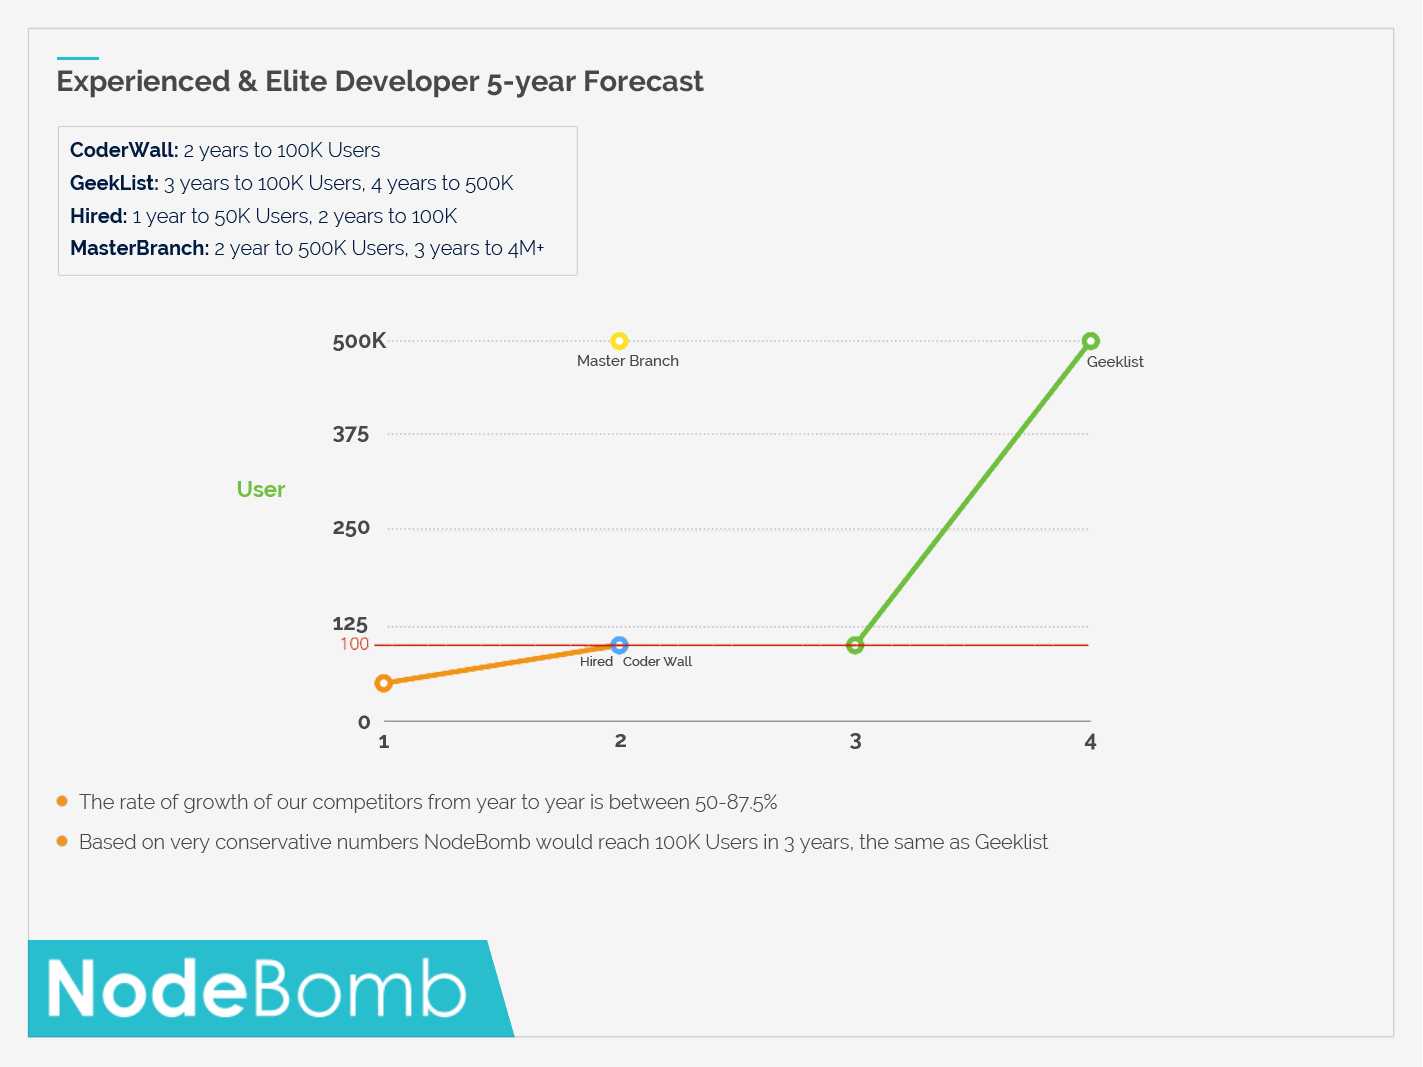 Experienced & Elite Developer 5-year Forecast
CoderWall: 2 years to 100K Users
GeekList: 3 years to 100K Users, 4 years to 500K
Hired: 1 year to 50K Users, 2 years to 100K
MasterBranch: 2 year to 500K Users, 3 years to 4M+
500K
Master Branch
Geeklist
375
User
250
125
100
Hired Coder Wall
0
1 2 3 4
The rate of growth of our competitors from year to year is between 50-87.5%
Based on very conservative numbers NodeBomb would reach 100K Users in 3 years, the same as Geeklist
NodeBomb